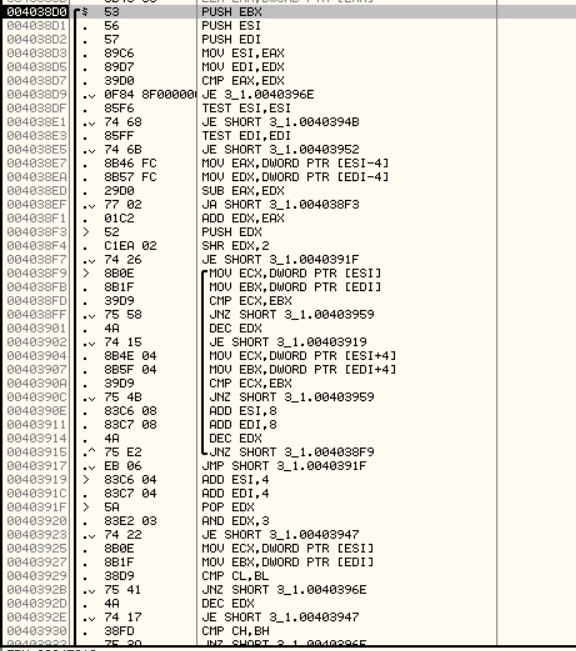 004038D0 $ 53 PUSH EBX
004038D1 . 56 PUSH ESI
004038D2 . 57 PUSH EDI
004038D3 . 89C6 MOV ESI,EAX
004038D5 . 89D7 MOV EDI,EDX
004038D7 . 39D0 CMP EAX,EDX
004038D9 .v 0F84 8F00000 JE 3_1.0040396E
004038DF . 85F6 TEST ESI,ESI
004038E1 .v 74 68 JE SHORT 3_1.0040394B
004038E3 . 85FF TEST EDI,EDI
004038E5 .v 74 6B JE SHORT 3_1.00403952
004038E7 . 8B46 FC MOV EAX,DWORD PTR [ESI-4]
004038EA . 8B57 FC MOV EDX,DWORD PTR [EDI-4]
004038ED . 29D0 SUB EAX,EDX
004038EF .v 77 02 JA SHORT 3_1.004038F3
004038F1 . 01C2 ADD EDX,EAX
004038F3 > 52 PUSH EDX
004038F4 . C1EA 02 SHR EDX,2
004038F7 .v 74 26 JE SHORT 3_1.0040391F
004038F9 > 8B0E MOV ECX,DWORD PTR [ESI]
004038FB . 8B1F MOV EBX,DWORD PTR [EDI]
004038FD . 39D9 CMP ECX,EBX
004038FF .v 75 58 JNZ SHORT 3_1.00403959
00403901 . 4A DEC EDX
00403902 .v 74 15 JE SHORT 3_1.00403919
00403904 . 8B4E 04 MOV ECX,DWORD PTR [ESI+4]
00403907 . 8B5F 04 MOV EBX,DWORD PTR [EDI+4]
0040390A . 39D9 CMP ECX,EBX
0040390C .v 75 4B JNZ SHORT 3_1.00403959
0040390E . 83C6 08 ADD ESI,8
00403911 . 83C7 08 ADD EDI,8
00403914 . 4A DEC EDX
00403915 .^ 75 E2 JNZ SHORT 3_1.004038F9
00403917 .v EB 06 JMP SHORT 3_1.0040391F
00403919 > 83C6 04 ADD ESI,4
0040391C . 83C7 04 ADD EDI,4
0040391F > 5A POP EDX
00403920 . 83E2 03 AND EDX,3
00403923 .v 74 22 JE SHORT 3_1.00403947
00403925 . 8B0E MOV ECX,DWORD PTR [ESI]
00403927 . 8B1F MOV EBX,DWORD PTR [EDI]
00403929 . 38D9 CMP CL,BL
0040392B .v 75 41 JNZ SHORT 3_1.0040396E
0040392D . 4A DEC EDX
0040392E .v 74 17 JE SHORT 3_1.00403947
00403930 . 38FD CMP CH,BH